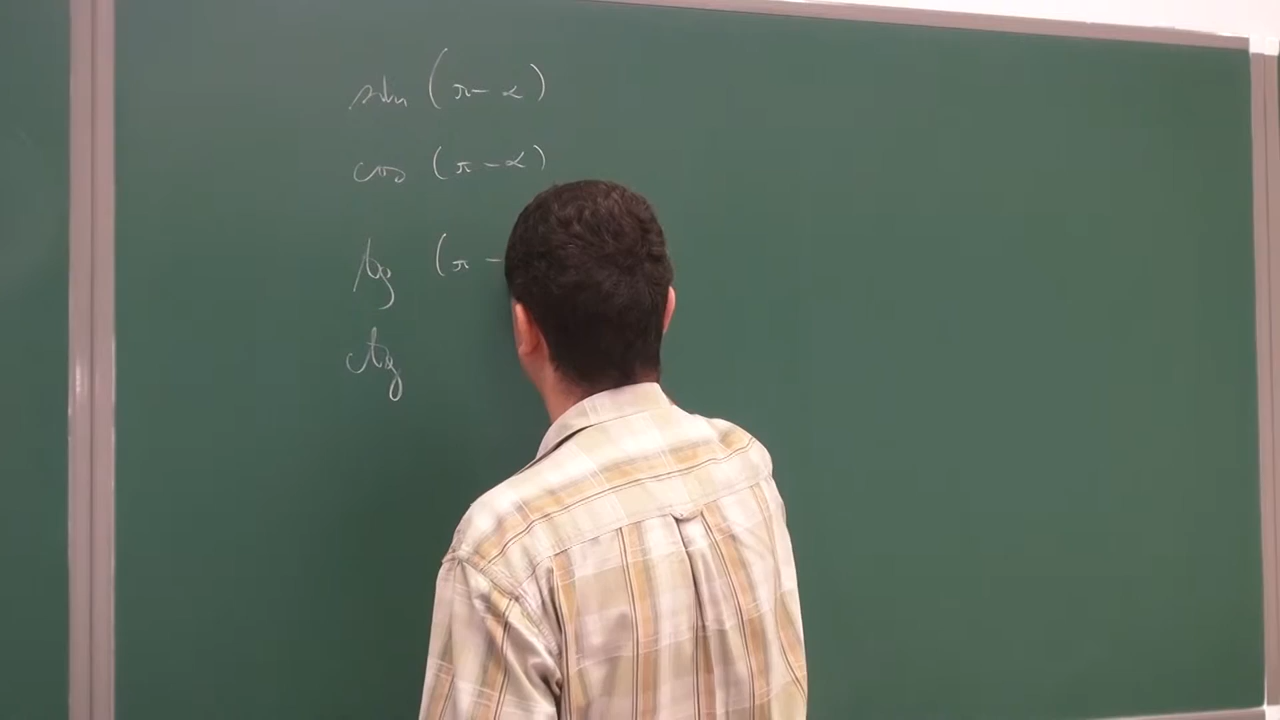 sin (π - α)
cos (π - α)
tg (π -
ctg